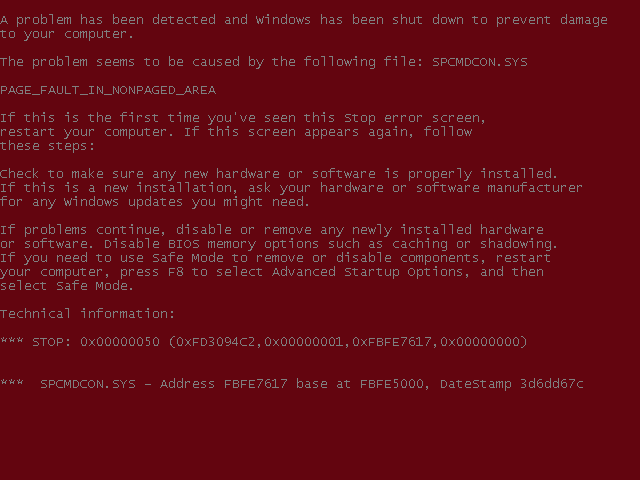 A problem has been detected and Windows has been shut down to prevent damage
to your computer.
The problem seems to be caused by the following file: SPCMDCON.SYS
PAGE_FAULT_IN_NONPAGED_AREA
If this is the first time you've seen this Stop error screen,
restart your computer. If this screen appears again, follow
these steps:
Check to make sure any new hardware or software is properly installed.
If this is a new installation, ask your hardware or software manufacturer
for any Windows updates you might need.
If problems continue, disable or remove any newly installed hardware
or software. Disable BIOS memory options such as caching or shadowing.
If you need to use Safe Mode to remove or disable components, restart
your computer, press F8 to select Advanced Startup Options, and then
select Safe Mode.
Technical information:
*** STOP: 0x00000050 (0xFD3094C2,0x00000001,0xFBFE7617,0x00000000)
***  SPCMDCON.SYS - Address FBFE7617 base at FBFE5000, DateStamp 3d6dd67c